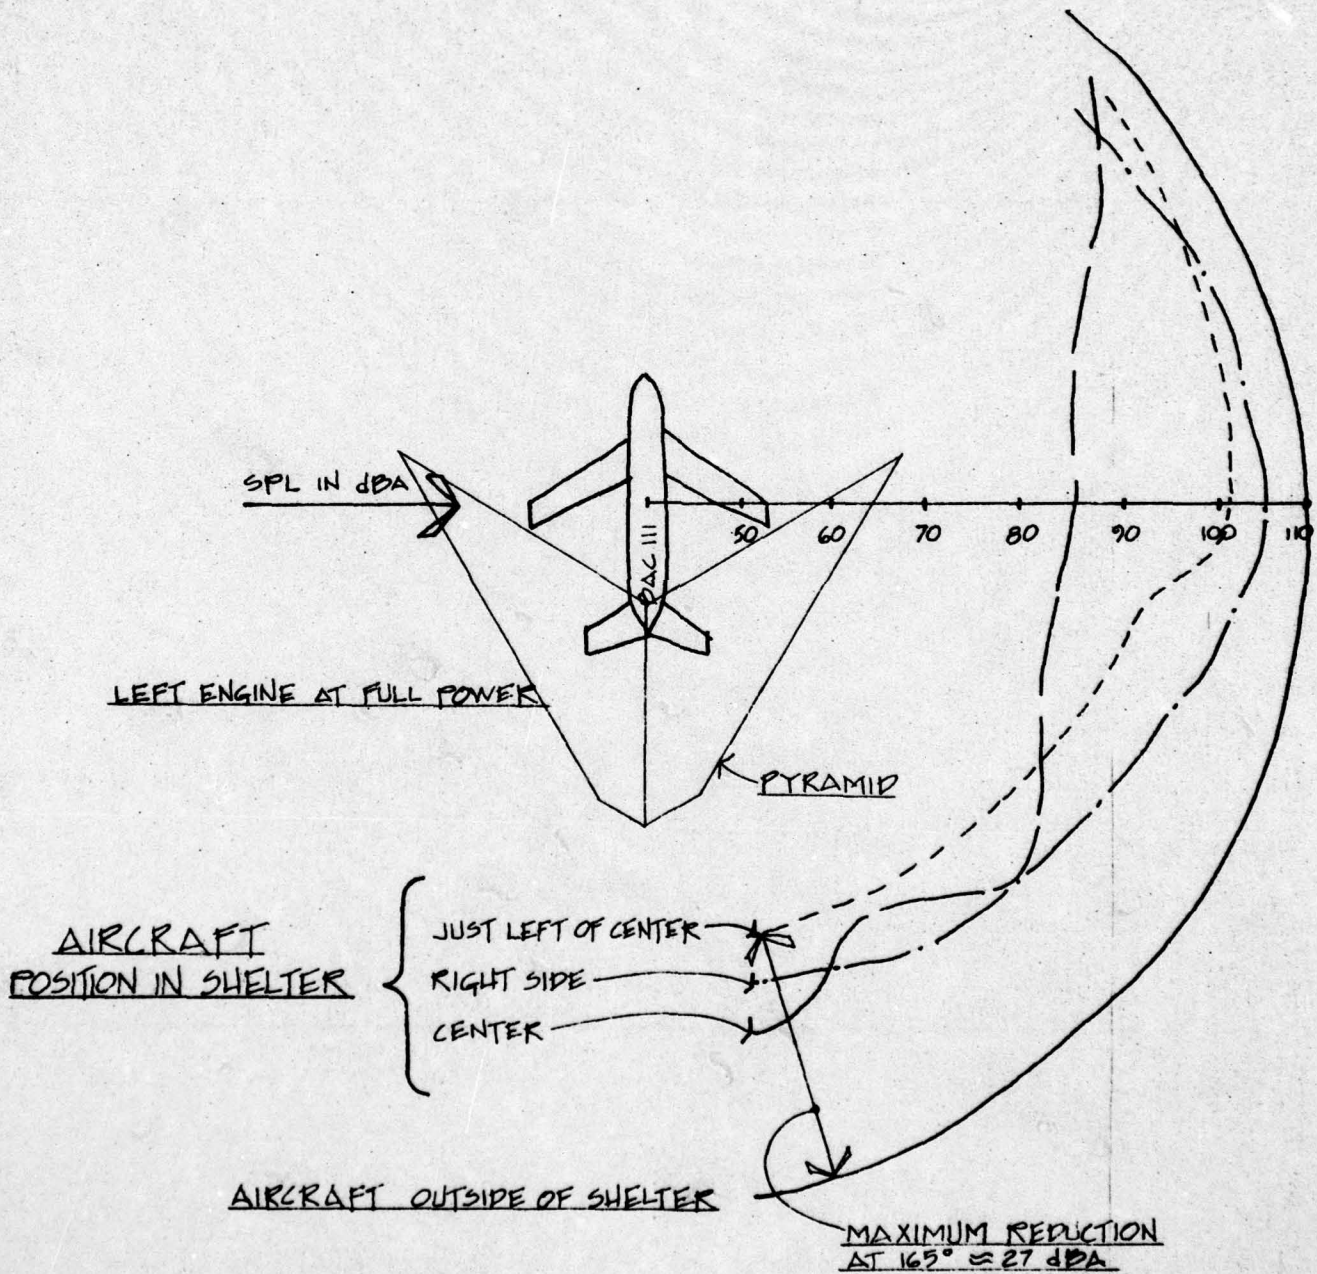 SPL IN dBA
BAC 111
50 60 70 80 90 100 110
LEFT ENGINE AT FULL POWER
PYRAMID
AIRCRAFT
POSITION IN SHELTER
JUST LEFT OF CENTER
RIGHT SIDE
CENTER
AIRCRAFT OUTSIDE OF SHELTER
MAXIMUM REDUCTION
AT 165° ≈ 27 dBA